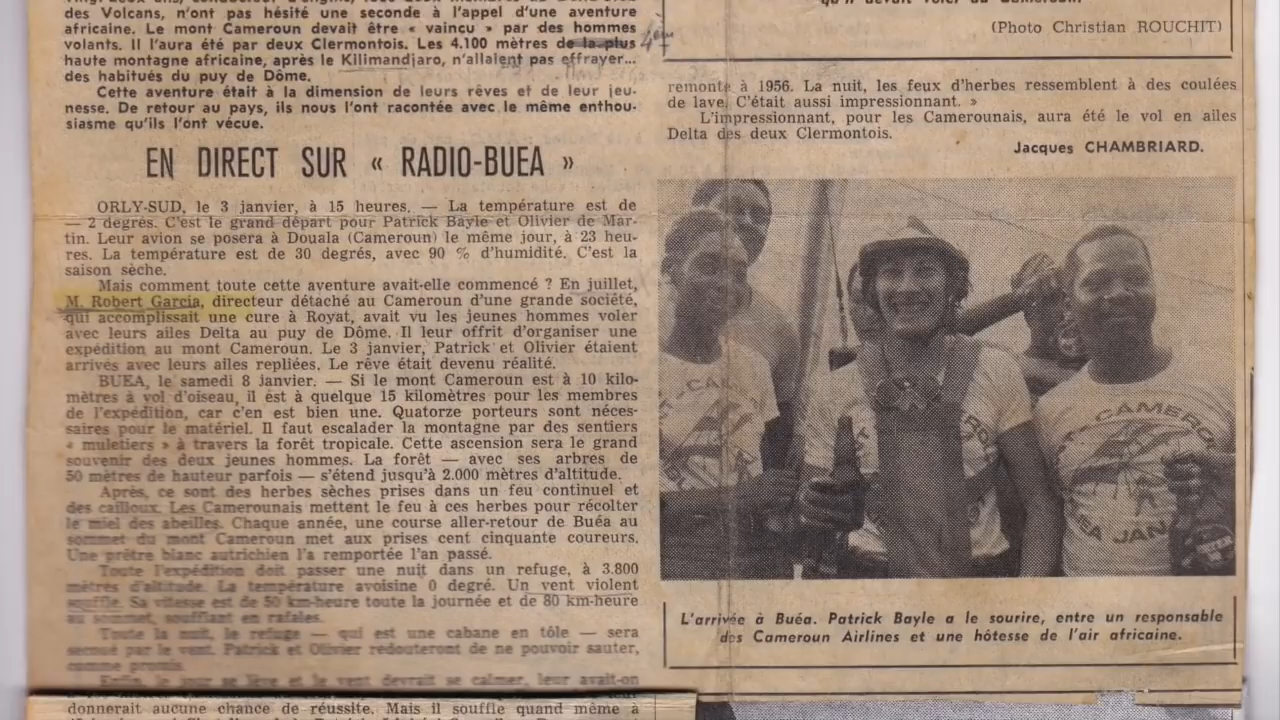 des Volcans, n'ont pas hésité une seconde à l'appel d'une aventure
africaine. Le mont Cameroun devait être « vaincu » par des hommes
volants. Il l'aura été par deux Clermontois. Les 4.100 mètres de la plus 4ème
haute montagne africaine, après le Kilimandjaro, n'allaient pas effrayer...
des habitués du puy de Dôme.
Cette aventure était à la dimension de leurs rêves et de leur jeu-
nesse. De retour au pays, ils nous l'ont racontée avec le même enthou-
siasme qu'ils l'ont vécue.
EN DIRECT SUR « RADIO-BUEA »
ORLY-SUD, le 3 janvier, à 15 heures. — La température est de
— 2 degrés. C'est le grand départ pour Patrick Bayle et Olivier de Mar-
tin. Leur avion se posera à Douala (Cameroun) le même jour, à 23 heu-
res. La température est de 30 degrés, avec 90 % d'humidité. C'est la
saison sèche.
Mais comment toute cette aventure avait-elle commencé ? En juillet,
M. Robert Garcia, directeur détaché au Cameroun d'une grande société,
qui accomplissait une cure à Royat, avait vu les jeunes hommes voler
avec leurs ailes Delta au puy de Dôme. Il leur offrit d'organiser une
expédition au mont Cameroun. Le 3 janvier, Patrick et Olivier étaient
arrivés avec leurs ailes repliées. Le rêve était devenu réalité.
BUEA, le samedi 8 janvier. — Si le mont Cameroun est à 10 kilo-
mètres à vol d'oiseau, il est à quelque 15 kilomètres pour les membres
de l'expédition, car c'en est bien une. Quatorze porteurs sont néces-
saires pour le matériel. Il faut escalader la montagne par des sentiers
« muletiers » à travers la forêt tropicale. Cette ascension sera le grand
souvenir des deux jeunes hommes. La forêt — avec ses arbres de
50 mètres de hauteur parfois — s'étend jusqu'à 2.000 mètres d'altitude.
Après, ce sont des herbes sèches prises dans un feu continuel et
des cailloux. Les Camerounais mettent le feu à ces herbes pour récolter
le miel des abeilles. Chaque année, une course aller-retour de Buéa au
sommet du mont Cameroun met aux prises cent cinquante coureurs.
Une prêtre blanc autrichien l'a remportée l'an passé.
Toute l'expédition doit passer une nuit dans un refuge, à 3.800
mètres d'altitude. La température avoisine 0 degré. Un vent violent
souffle. Sa vitesse est de 50 km-heure toute la journée et de 80 km-heure
au sommet, soufflant en rafales.
Toute la nuit, le refuge — qui est une cabane en tôle — sera
secoué par le vent. Patrick et Olivier redouteront de ne pouvoir sauter,
comme promis.
Enfin, le jour se lève et le vent devrait se calmer, leur avait-on
donnerait aucune chance de réussite. Mais il souffle quand même à
(Photo Christian ROUCHIT)
remonte à 1956. La nuit, les feux d'herbes ressemblent à des coulées
de lave. C'était aussi impressionnant. »
L'impressionnant, pour les Camerounais, aura été le vol en ailes
Delta des deux Clermontois.
Jacques CHAMBRIARD.
CAMEROU
EA JAN
L'arrivée à Buéa. Patrick Bayle a le sourire, entre un responsable
des Cameroun Airlines et une hôtesse de l'air africaine.